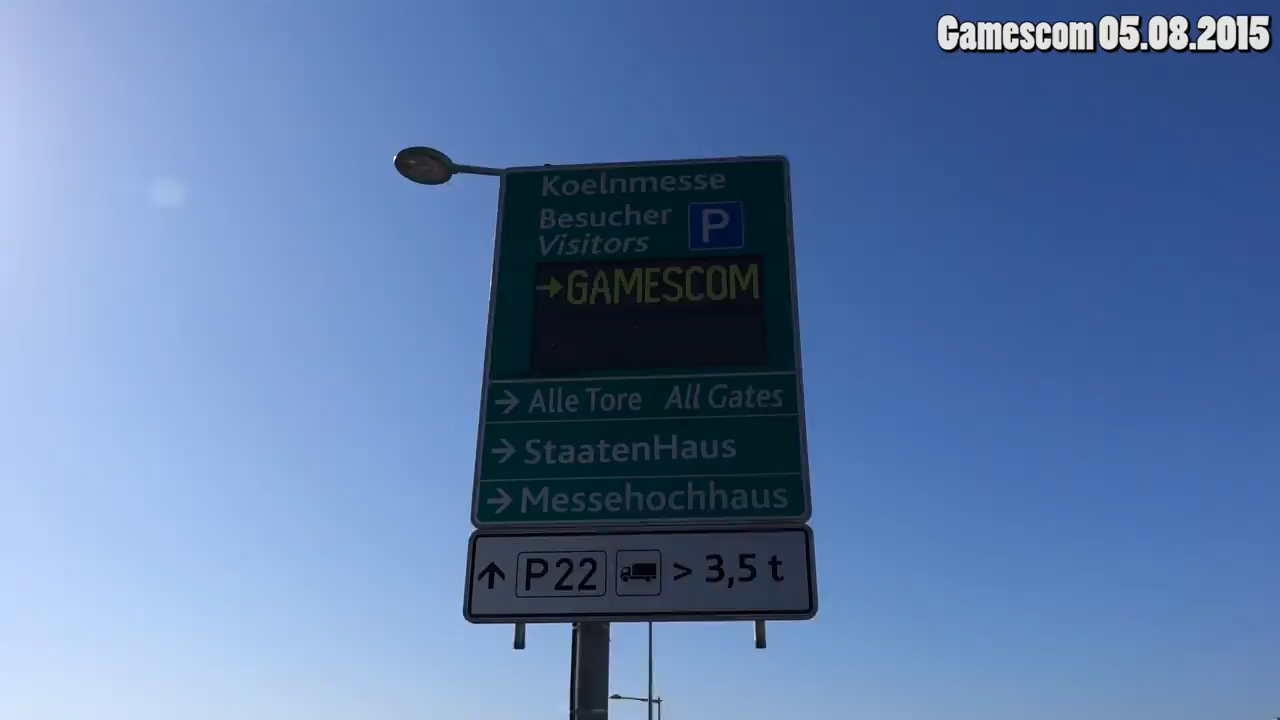 Gamescom 05.08.2015
Koelnmesse
Besucher P
Visitors
→GAMESCOM
→ Alle Tore All Gates
→ StaatenHaus
→ Messehochhaus
↑ P22 > 3,5 t